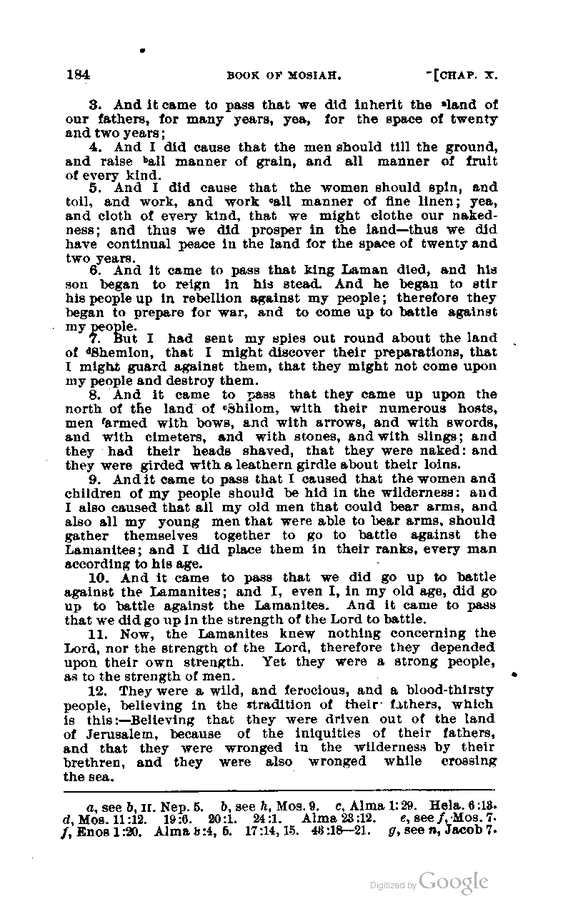 184 BOOK OF MOSIAH. [CHAP. X.
3. And it came to pass that we did inherit the ᵃland of
our fathers, for many years, yea, for the space of twenty
and two years;
4. And I did cause that the men should till the ground,
and raise ᵇall manner of grain, and all manner of fruit
of every kind.
5. And I did cause that the women should spin, and
toil, and work, and work ᶜall manner of fine linen; yea,
and cloth of every kind, that we might clothe our naked-
ness; and thus we did prosper in the land—thus we did
have continual peace in the land for the space of twenty and
two years.
6. And it came to pass that king Laman died, and his
son began to reign in his stead. And he began to stir
his people up in rebellion against my people; therefore they
began to prepare for war, and to come up to battle against
my people.
7. But I had sent my spies out round about the land
of ᵈShemlon, that I might discover their preparations, that
I might guard against them, that they might not come upon
my people and destroy them.
8. And it came to pass that they came up upon the
north of the land of ᵉShilom, with their numerous hosts,
men ᶠarmed with bows, and with arrows, and with swords,
and with cimeters, and with stones, and with slings; and
they had their heads shaved, that they were naked: and
they were girded with a leathern girdle about their loins.
9. And it came to pass that I caused that the women and
children of my people should be hid in the wilderness: and
I also caused that all my old men that could bear arms, and
also all my young men that were able to bear arms, should
gather themselves together to go to battle against the
Lamanites; and I did place them in their ranks, every man
according to his age.
10. And it came to pass that we did go up to battle
against the Lamanites; and I, even I, in my old age, did go
up to battle against the Lamanites. And it came to pass
that we did go up in the strength of the Lord to battle.
11. Now, the Lamanites knew nothing concerning the
Lord, nor the strength of the Lord, therefore they depended
upon their own strength. Yet they were a strong people,
as to the strength of men.
12. They were a wild, and ferocious, and a blood-thirsty
people, believing in the ᵍtradition of their fathers, which
is this:—Believing that they were driven out of the land
of Jerusalem, because of the iniquities of their fathers,
and that they were wronged in the wilderness by their
brethren, and they were also wronged while crossing
the sea.
a, see b, II. Nep. 5. b, see h, Mos. 9. c, Alma 1:29. Hela. 6:13.
d, Mos. 11:12. 19:6. 20:1. 24:1. Alma 23:12. e, see f, Mos. 7.
f, Enos 1:20. Alma 3:4, 5. 17:14, 15. 43:18—21. g, see n, Jacob 7.
Digitized by Google